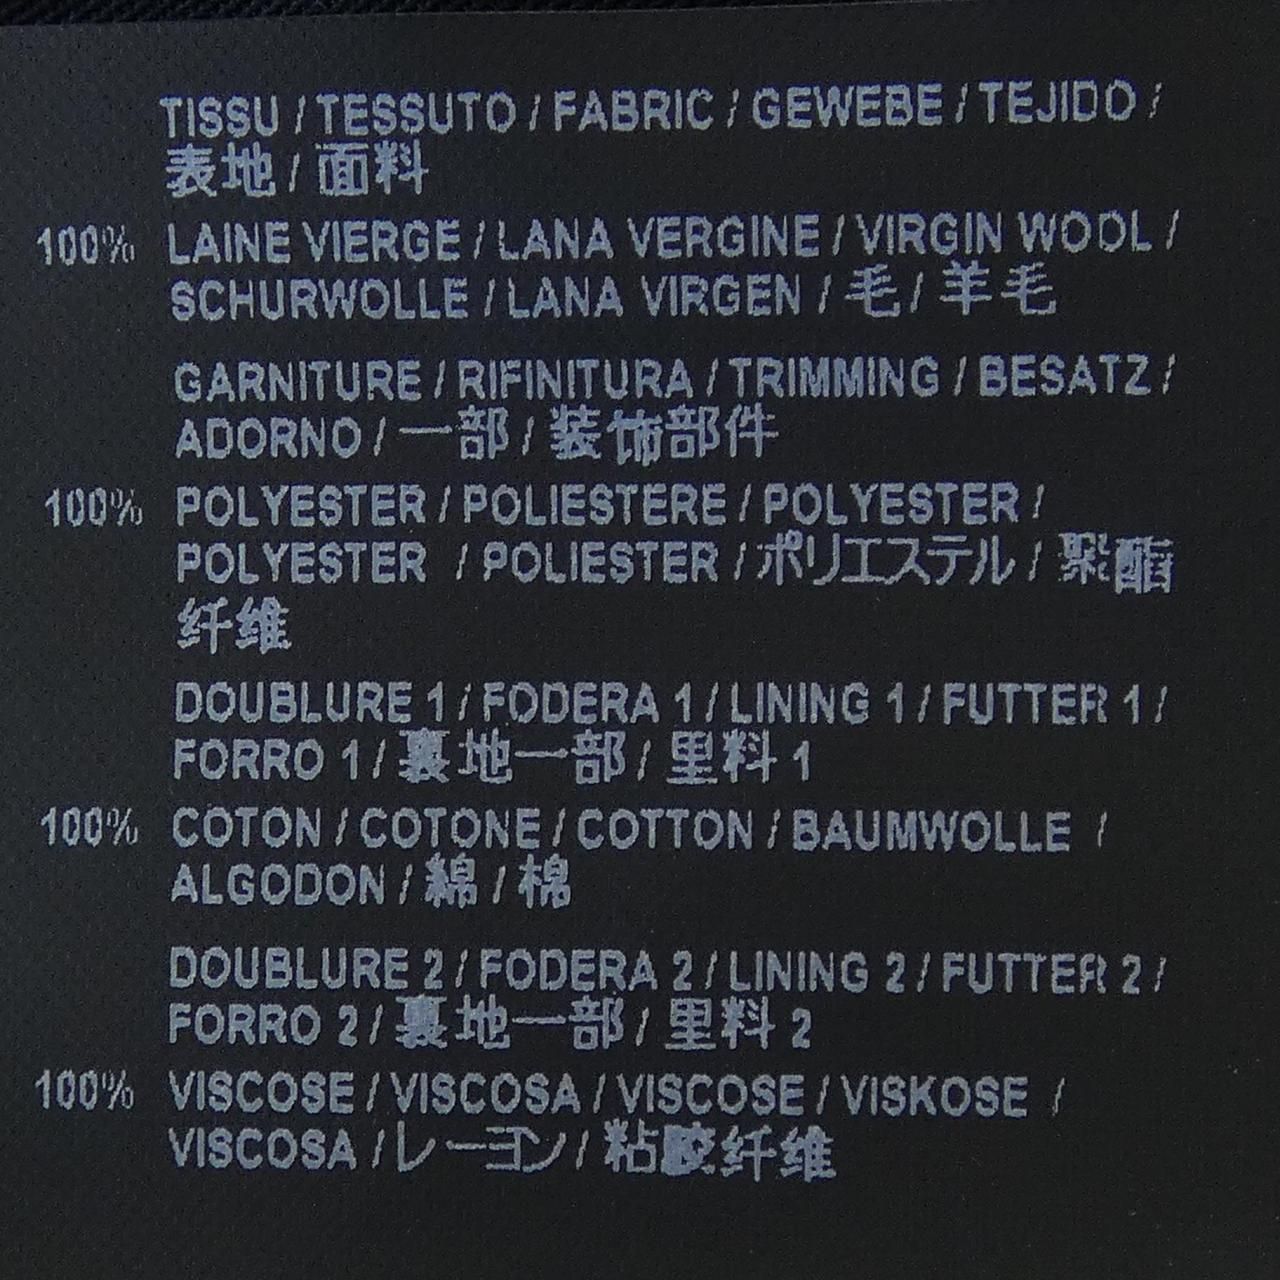 TISSU / TESSUTO / FABRIC / GEWEBE / TEJIDO /
表地 / 面料
100% LAINE VIERGE / LANA VERGINE / VIRGIN WOOL /
SCHURWOLLE / LANA VIRGEN / 毛 / 羊毛
GARNITURE / RIFINITURA / TRIMMING / BESATZ /
ADORNO / 一部 / 装饰部件
100% POLYESTER / POLIESTERE / POLYESTER /
POLYESTER / POLIESTER / ポリエステル / 聚酯
纤维
DOUBLURE 1 / FODERA 1 / LINING 1 / FUTTER 1 /
FORRO 1 / 裏地一部 / 里料 1
100% COTON / COTONE / COTTON / BAUMWOLLE /
ALGODON / 綿 / 棉
DOUBLURE 2 / FODERA 2 / LINING 2 / FUTTER 2 /
FORRO 2 / 裏地一部 / 里料 2
100% VISCOSE / VISCOSA / VISCOSE / VISKOSE /
VISCOSA / レーヨン / 粘胶纤维